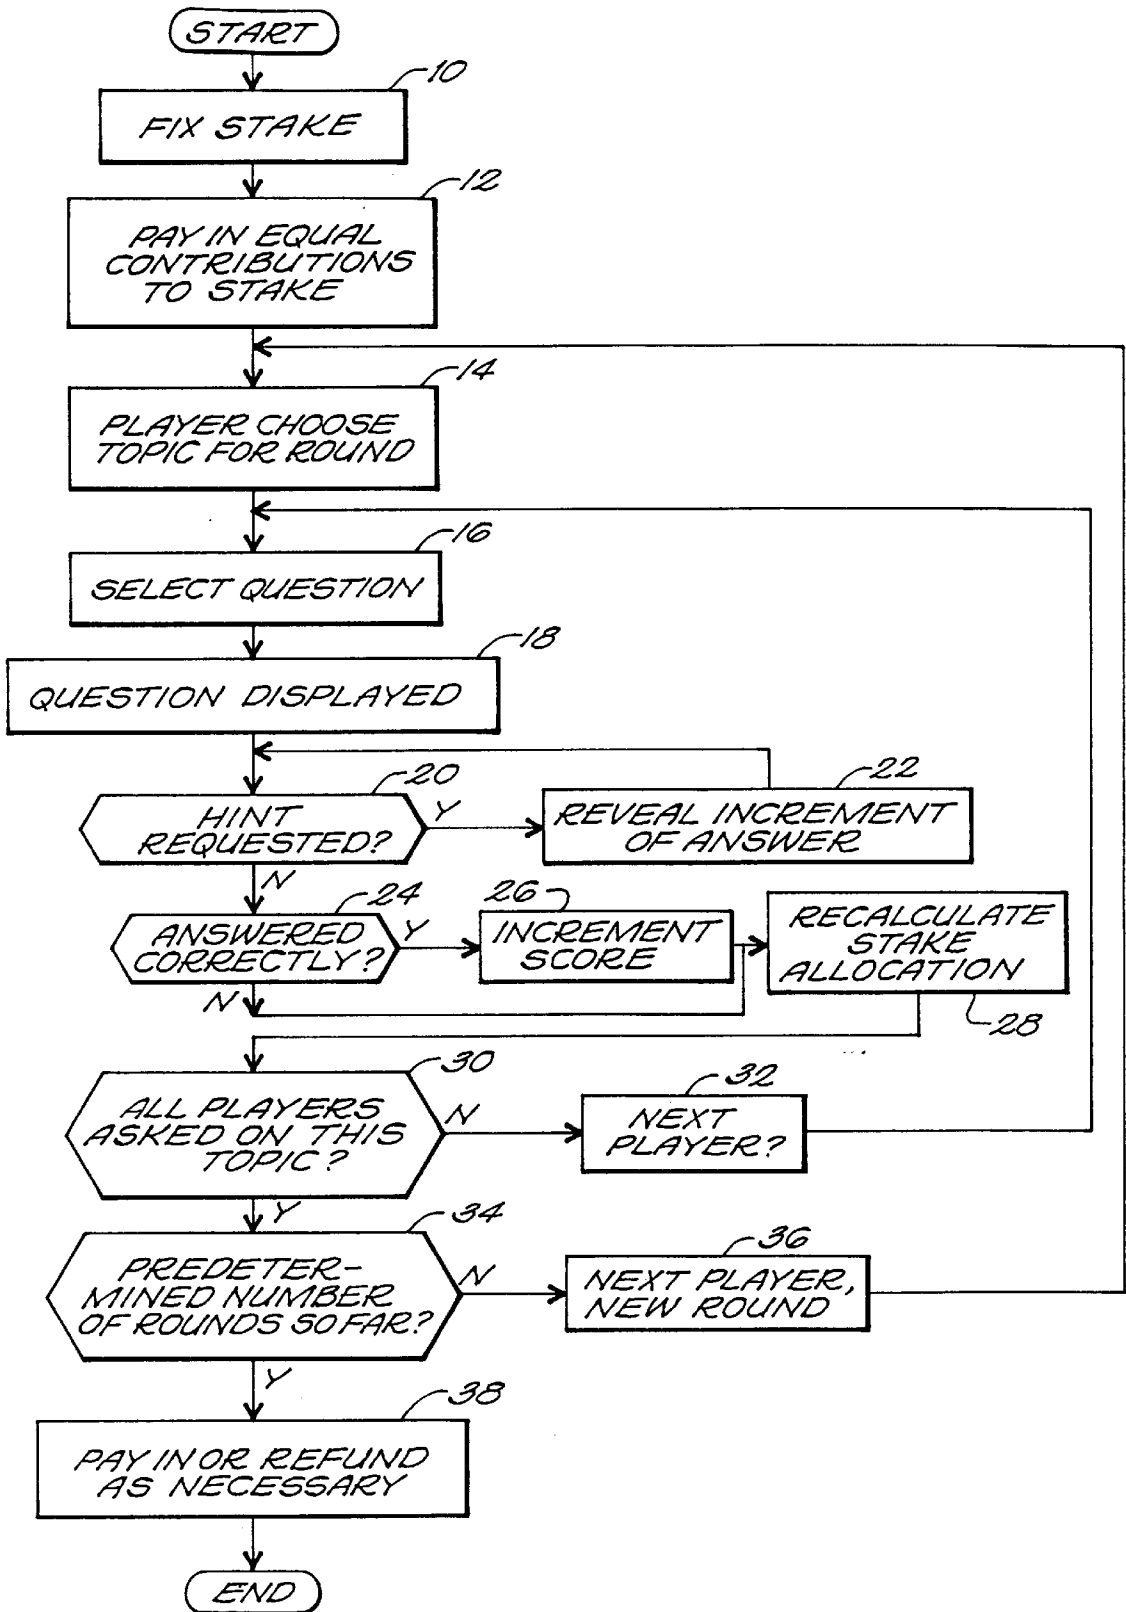 START
10
FIX STAKE
12
PAY IN EQUAL
CONTRIBUTIONS
TO STAKE
14
PLAYER CHOOSE
TOPIC FOR ROUND
16
SELECT QUESTION
18
QUESTION DISPLAYED
20
HINT
REQUESTED?
Y
22
REVEAL INCREMENT
OF ANSWER
N
24
ANSWERED
CORRECTLY?
Y
26
INCREMENT
SCORE
RECALCULATE
STAKE
ALLOCATION
28
N
30
ALL PLAYERS
ASKED ON THIS
TOPIC?
N
32
NEXT
PLAYER?
Y
34
PREDETER-
MINED NUMBER
OF ROUNDS SO FAR?
N
36
NEXT PLAYER,
NEW ROUND
Y
38
PAY IN OR REFUND
AS NECESSARY
END